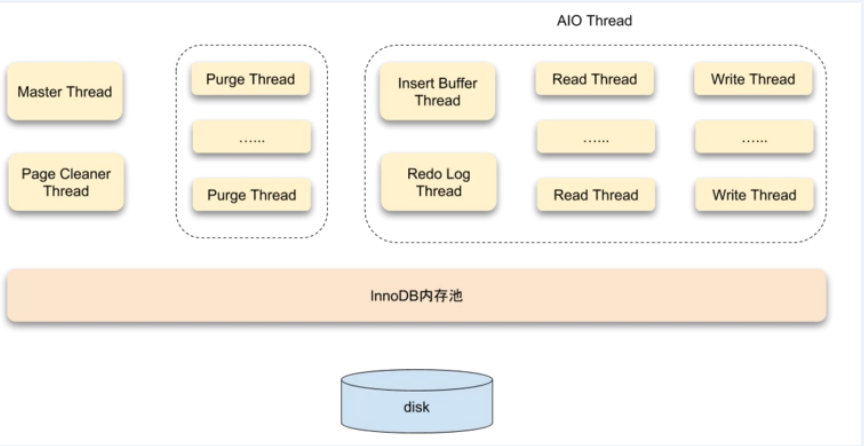 AIO Thread
Master Thread
Page Cleaner
Thread
Purge Thread
…...
Purge Thread
Insert Buffer
Thread
Redo Log
Thread
Read Thread
…...
Read Thread
Write Thread
…...
Write Thread
InnoDB内存池
disk